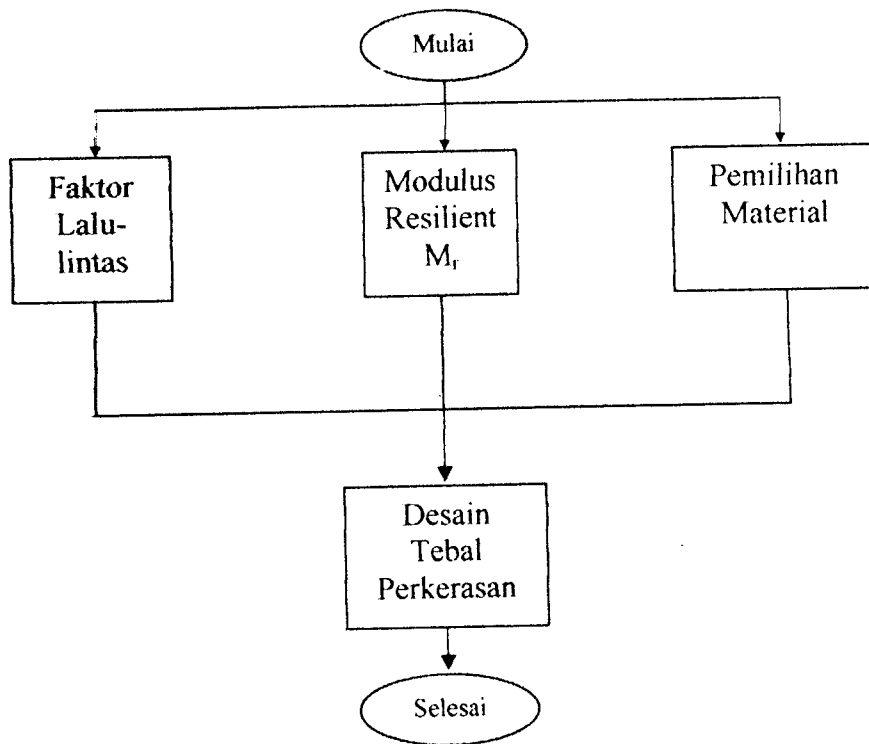 Mulai
Faktor
Lalu-
lintas
Modulus
Resilient
Mᵣ
Pemilihan
Material
Desain
Tebal
Perkerasan
Selesai